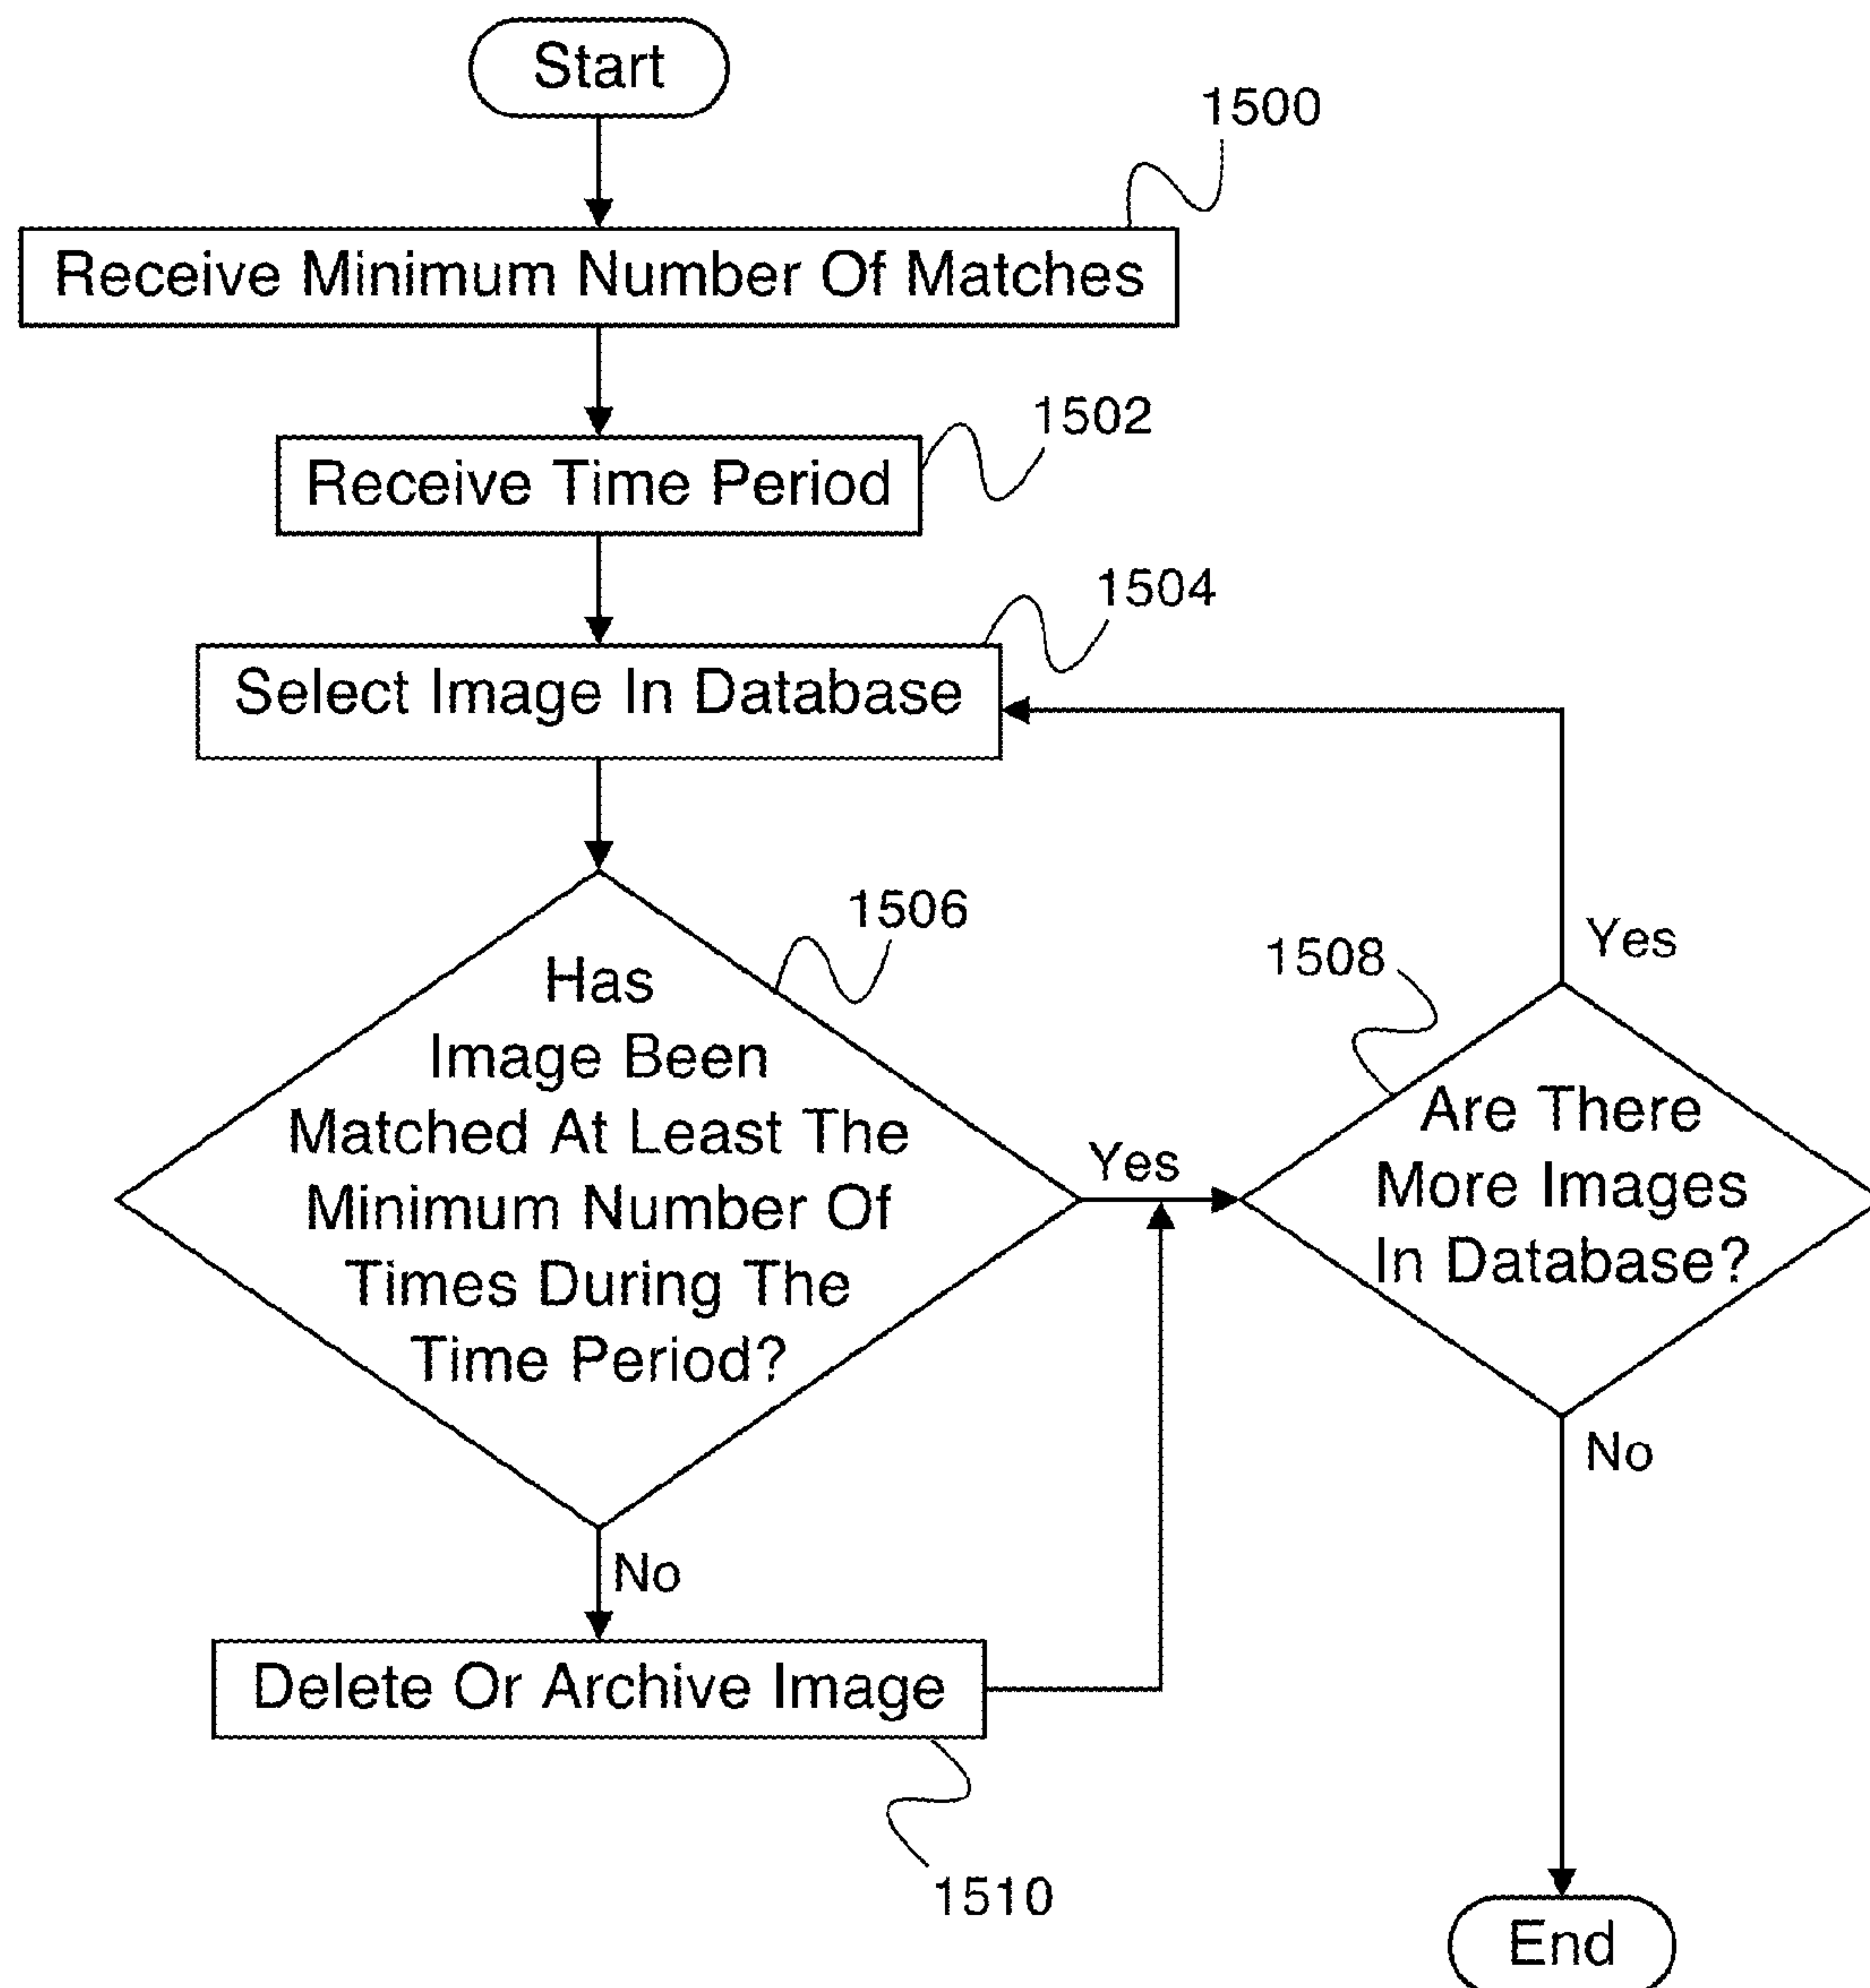 Start
1500
Receive Minimum Number Of Matches
1502
Receive Time Period
1504
Select Image In Database
1506
Has
Image Been
Matched At Least The
Minimum Number Of
Times During The
Time Period?
Yes
1508
Are There
More Images
In Database?
Yes
No
No
Delete Or Archive Image
1510
End